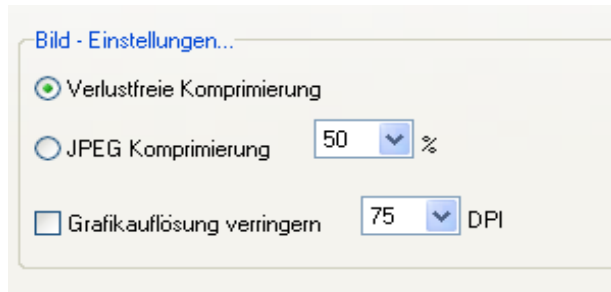 Bild - Einstellungen...
Verlustfreie Komprimierung
JPEG Komprimierung 50 %
Grafikauflösung verringern 75 DPI